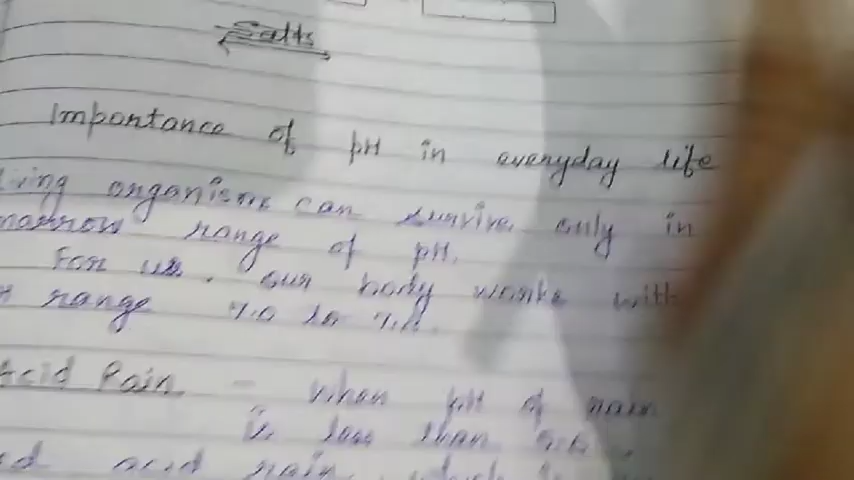 Salts
Importance of pH in everyday life
living organisms can survive only in
narrow range of pH.
For us, our body works with
range 7.0 to 7.8.
Acid Rain - When pH of rain
is less than
acid rain, which